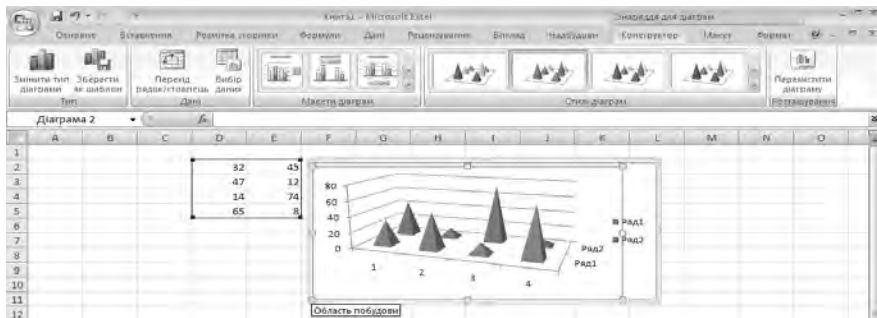 Книга1 - Microsoft Excel
Знаряддя для діаграм
Основне Вставлення Розмітка сторінки Формули Дані Рецензування Вигляд Надбудови Конструктор Макет Формат
Змінити тип діаграми
Зберегти як шаблон
Перехід рядок/стовпець
Вибір даних
Тип
Дані
Макети діаграм
Стилі діаграм
Перемістити діаграму
Розташування
Діаграма 2
fx
A B C D E F G H I J K L M N O
1
2 32 45
3 47 12
4 14 74
5 65 8
6
7
8
9
10
11
12
80
60
40
20
0
1 2 3 4
Ряд2
Ряд1
Ряд1
Ряд2
Область побудови